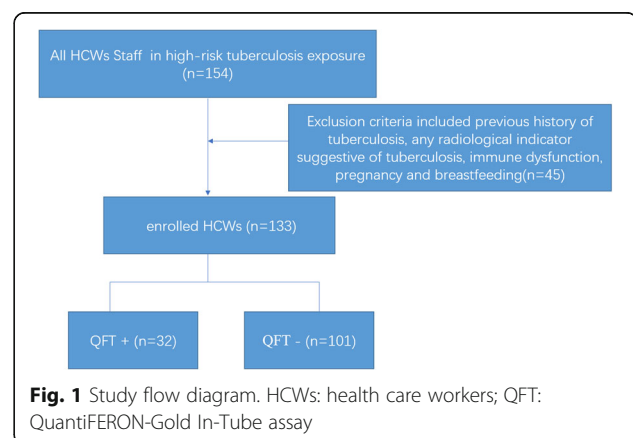 All HCWs Staff in high-risk tuberculosis exposure
(n=154)
Exclusion criteria included previous history of
tuberculosis, any radiological indicator
suggestive of tuberculosis, immune dysfunction,
pregnancy and breastfeeding(n=45)
enrolled HCWs (n=133)
QFT + (n=32)
QFT - (n=101)
Fig. 1 Study flow diagram. HCWs: health care workers; QFT:
QuantiFERON-Gold In-Tube assay